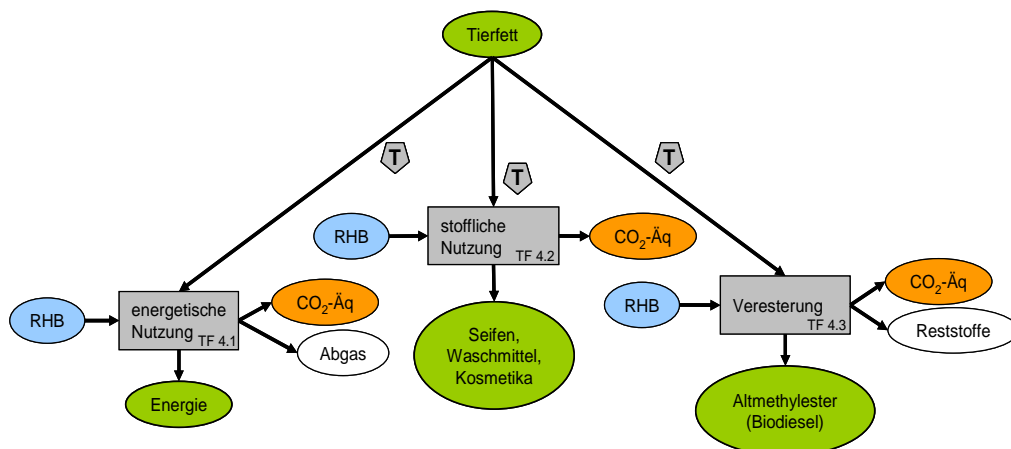 Tierfett
T
T
T
RHB
stoffliche
Nutzung
TF 4.2
CO₂-Äq
RHB
energetische
Nutzung
TF 4.1
CO₂-Äq
Abgas
Energie
Seifen,
Waschmittel,
Kosmetika
RHB
Veresterung
TF 4.3
CO₂-Äq
Reststoffe
Altmethylester
(Biodiesel)